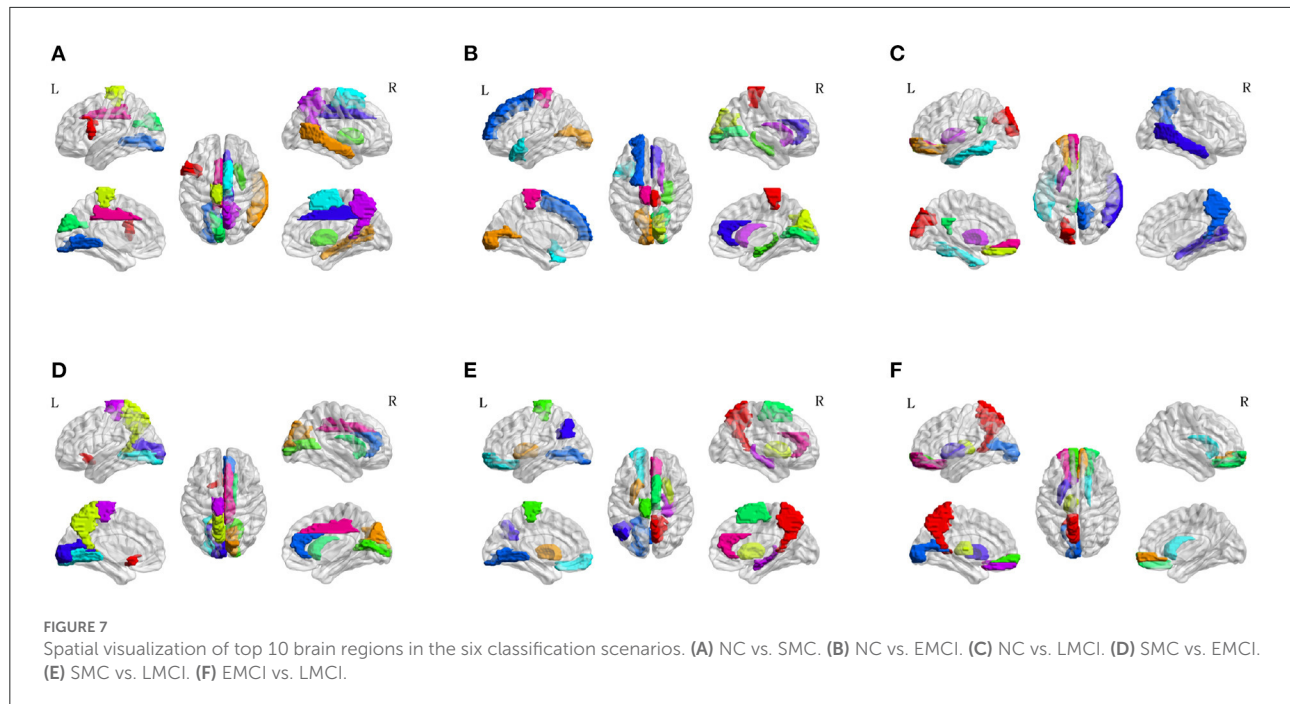 A
B
C
L
R
L
R
L
R
D
E
F
L
R
L
R
L
R
FIGURE 7
Spatial visualization of top 10 brain regions in the six classification scenarios. (A) NC vs. SMC. (B) NC vs. EMCI. (C) NC vs. LMCI. (D) SMC vs. EMCI.
(E) SMC vs. LMCI. (F) EMCI vs. LMCI.